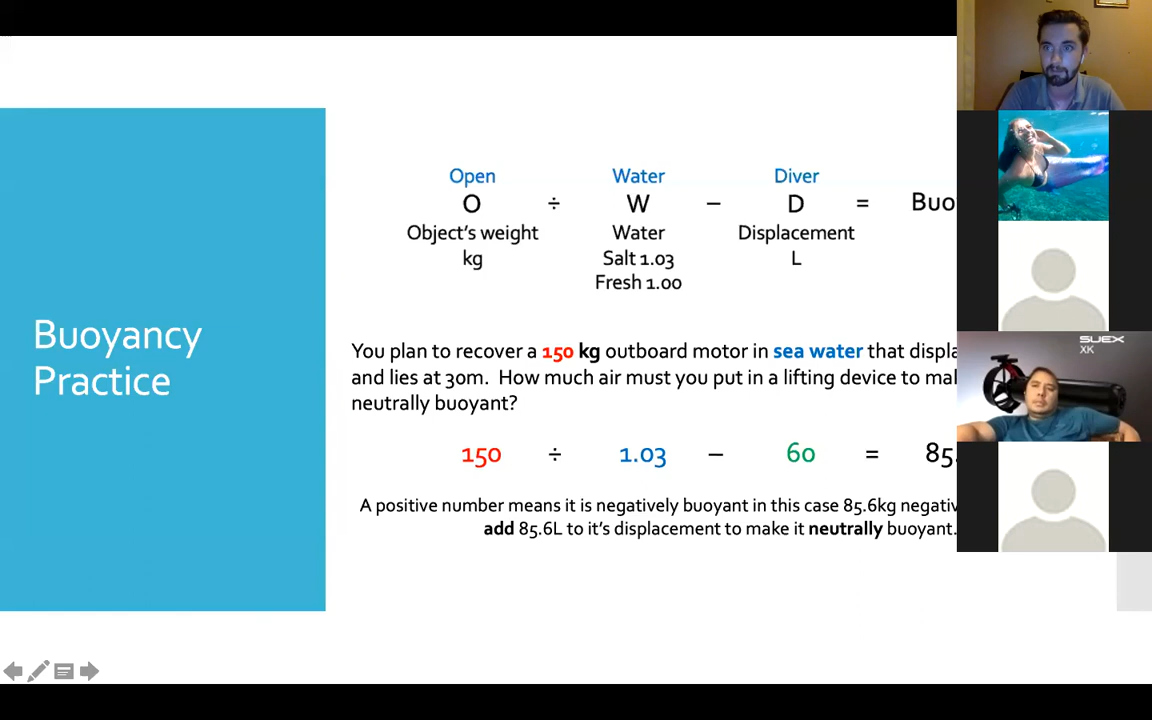 Buoyancy
Practice
Open Water Diver
O ÷ W – D = Buo
Object's weight Water Displacement
kg Salt 1.03 L
Fresh 1.00
You plan to recover a 150 kg outboard motor in sea water that displa
and lies at 30m. How much air must you put in a lifting device to mak
neutrally buoyant?
150 ÷ 1.03 – 60 = 85.
A positive number means it is negatively buoyant in this case 85.6kg negativ
add 85.6L to it's displacement to make it neutrally buoyant.
SUEX
XK